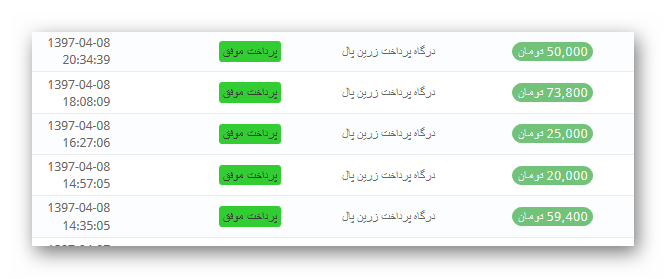 50,000 تومان درگاه پرداخت زرین پال پرداخت موفق 1397-04-08
20:34:39
73,800 تومان درگاه پرداخت زرین پال پرداخت موفق 1397-04-08
18:08:09
25,000 تومان درگاه پرداخت زرین پال پرداخت موفق 1397-04-08
16:27:06
20,000 تومان درگاه پرداخت زرین پال پرداخت موفق 1397-04-08
14:57:05
59,400 تومان درگاه پرداخت زرین پال پرداخت موفق 1397-04-08
14:35:05